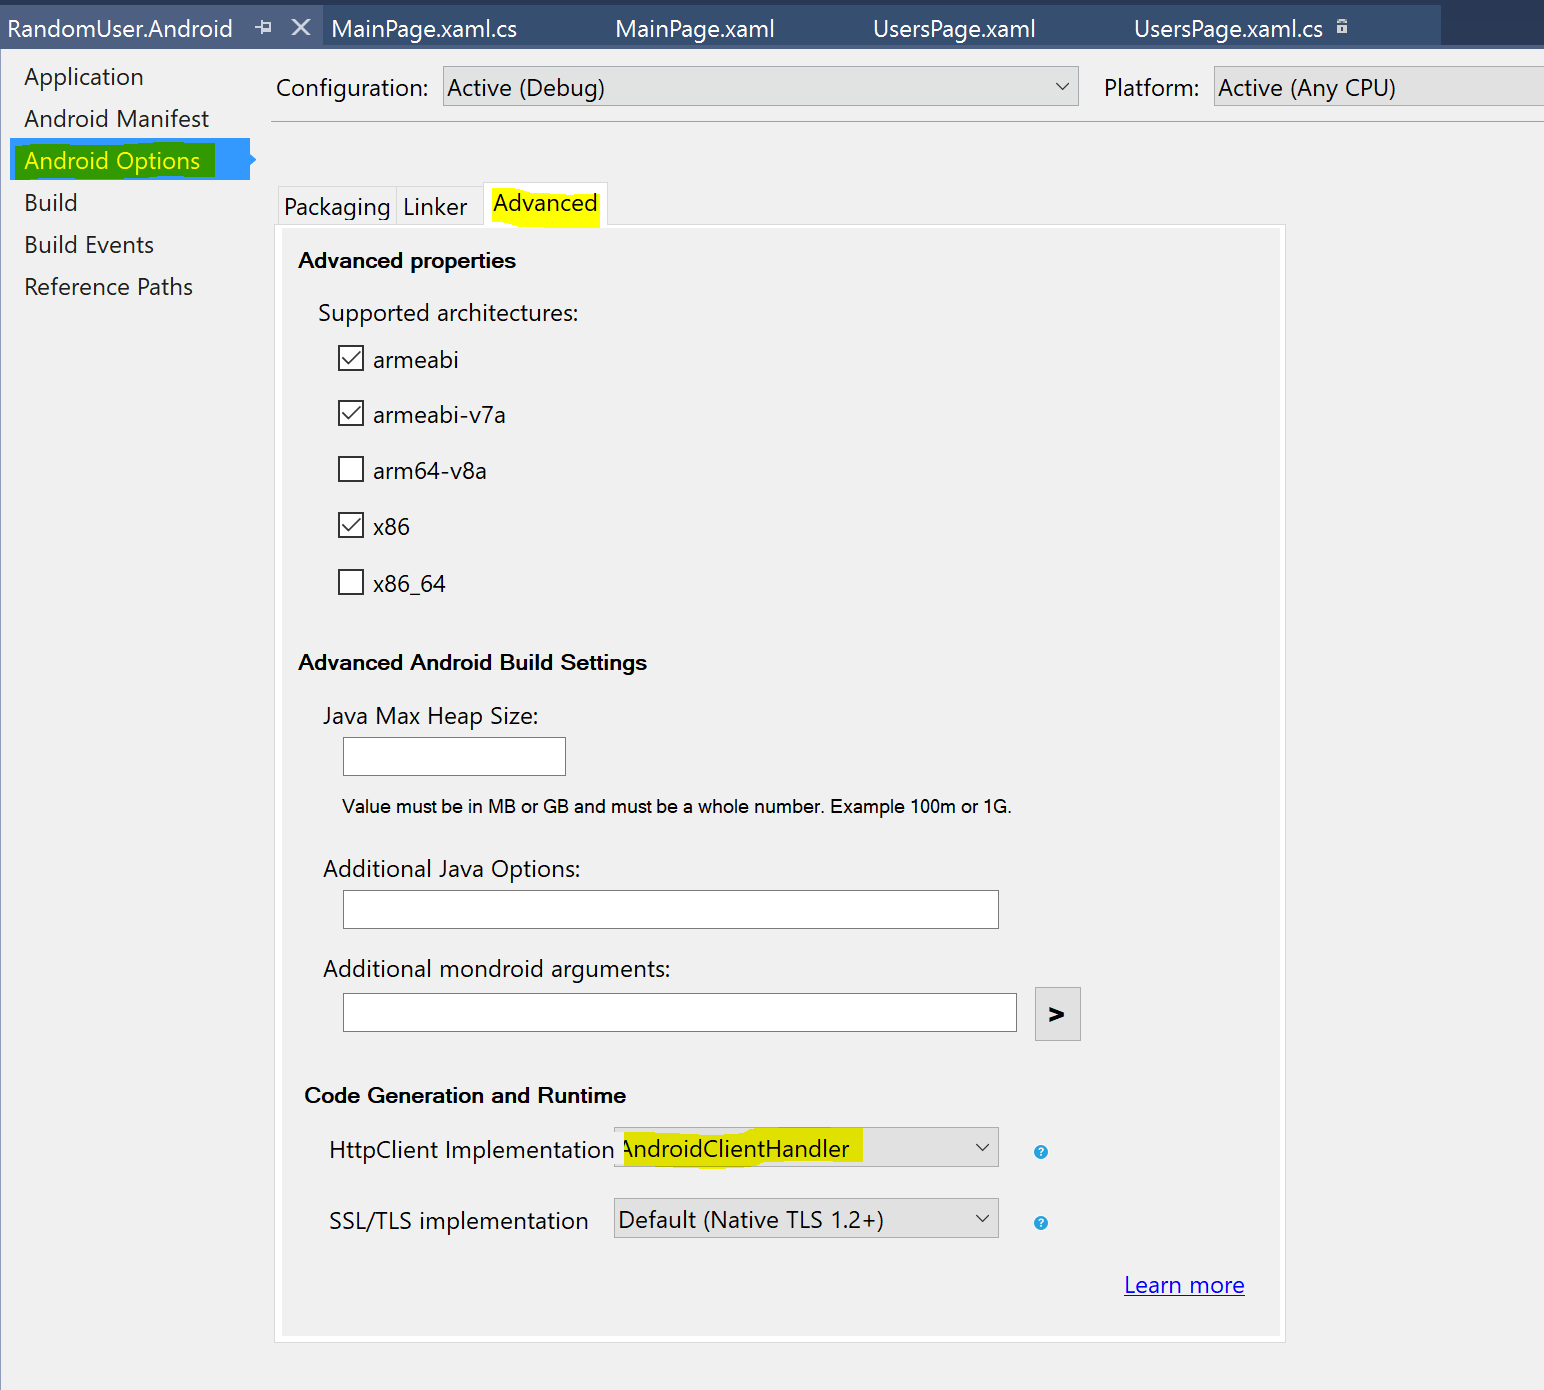 RandomUser.Android
MainPage.xaml.cs
MainPage.xaml
UsersPage.xaml
UsersPage.xaml.cs
Application
Android Manifest
Android Options
Build
Build Events
Reference Paths
Configuration: Active (Debug)
Platform: Active (Any CPU)
Packaging
Linker
Advanced
Advanced properties
Supported architectures:
armeabi
armeabi-v7a
arm64-v8a
x86
x86_64
Advanced Android Build Settings
Java Max Heap Size:
Value must be in MB or GB and must be a whole number. Example 100m or 1G.
Additional Java Options:
Additional mondroid arguments:
>
Code Generation and Runtime
HttpClient Implementation AndroidClientHandler ?
SSL/TLS implementation Default (Native TLS 1.2+) ?
Learn more